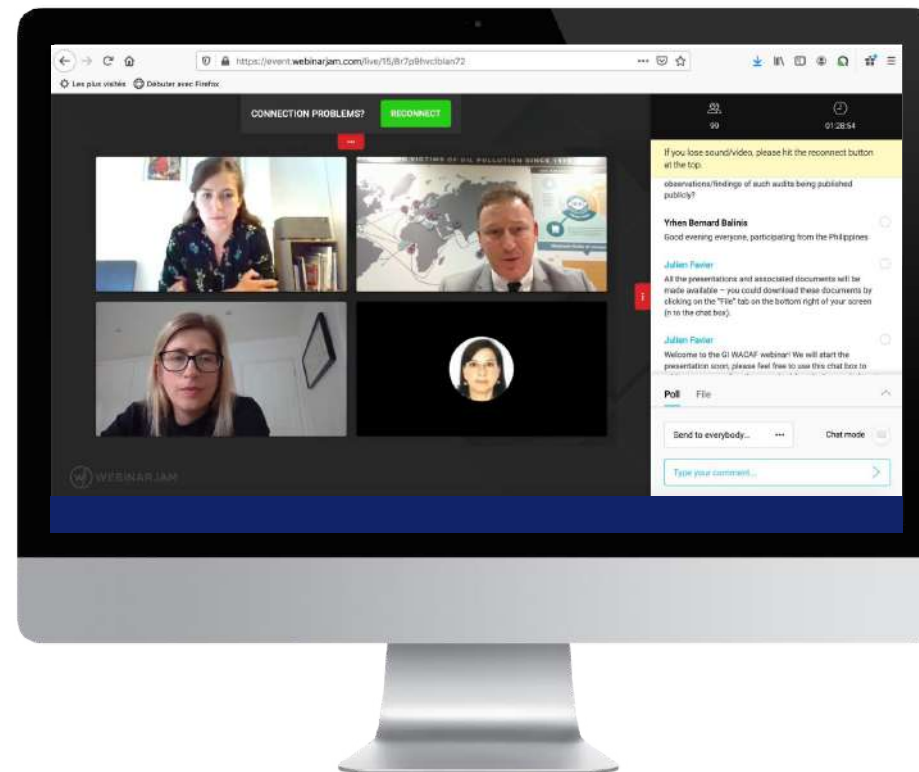 https://event.webinarjam.com/live/15/8r7p9hvclblan72
Les plus visités Débuter avec Firefox
CONNECTION PROBLEMS? RECONNECT
VICTIMS OF OIL POLLUTION SINCE
WEBINARJAM
99 01:28:54
If you lose sound/video, please hit the reconnect button
at the top.
observations/findings of such audits being published
publicly?
Yrhen Bernard Balinis
Good evening everyone, participating from the Philippines
Julien Favier
All the presentations and associated documents will be
made available – you could download these documents by
clicking on the "File" tab on the bottom right of your screen
(n to the chat box).
Julien Favier
Welcome to the GI WACAF webinar! We will start the
presentation soon, please feel free to use this chat box to
Poll File
Send to everybody... Chat mode
Type your comment...